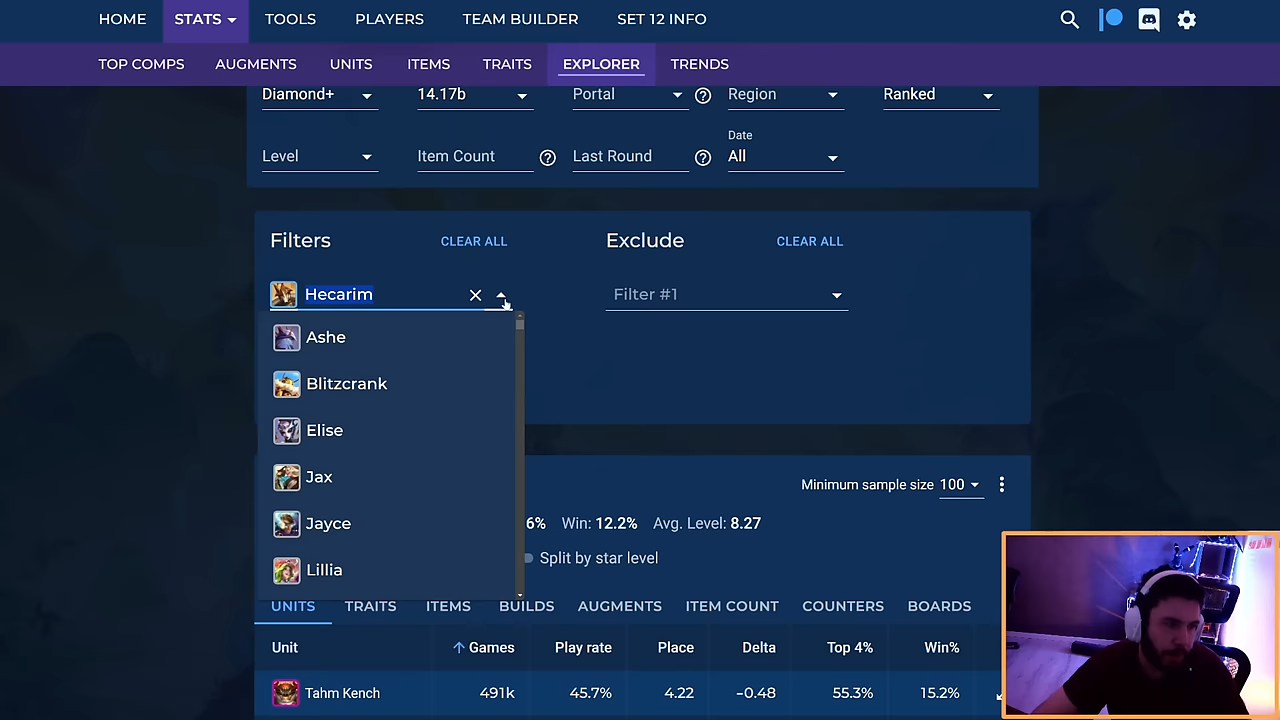 HOME STATS TOOLS PLAYERS TEAM BUILDER SET 12 INFO
TOP COMPS AUGMENTS UNITS ITEMS TRAITS EXPLORER TRENDS
Diamond+ 14.17b Portal Region Ranked
Date
Level Item Count Last Round All
Filters CLEAR ALL Exclude CLEAR ALL
Hecarim Filter #1
Ashe
Blitzcrank
Elise
Jax
Jayce
Lillia
Minimum sample size 100
6% Win: 12.2% Avg. Level: 8.27
Split by star level
UNITS TRAITS ITEMS BUILDS AUGMENTS ITEM COUNT COUNTERS BOARDS
Unit Games Play rate Place Delta Top 4% Win%
Tahm Kench 491k 45.7% 4.22 −0.48 55.3% 15.2%